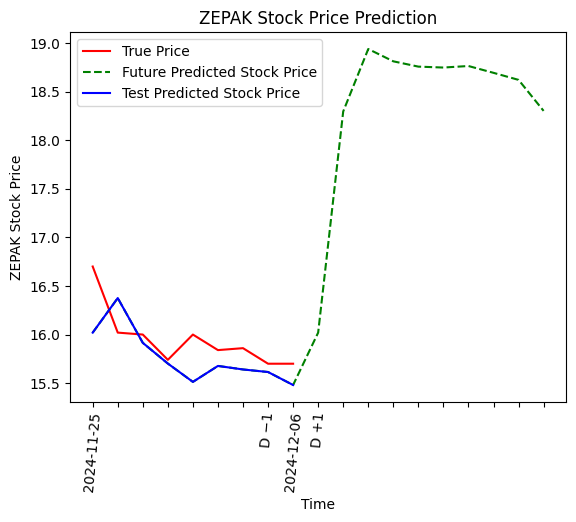 ZEPAK Stock Price Prediction
True Price
Future Predicted Stock Price
Test Predicted Stock Price
ZEPAK Stock Price
19.0
18.5
18.0
17.5
17.0
16.5
16.0
15.5
2024-11-25
D −1
2024-12-06
D +1
Time